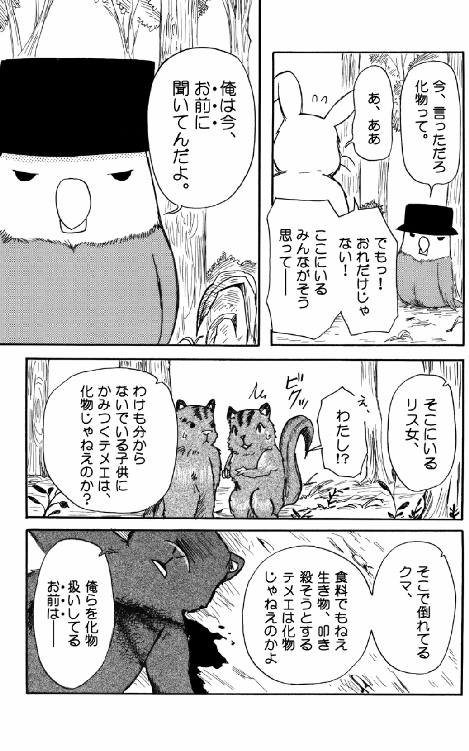 今、言っただろ
化物って。
あ、ああ
でもっ！
おれだけじゃ
ない！
ここにいる
みんながそう
思って――
俺は今、
お前に
聞いてんだよ。
そこにいる
リス女、
ビクッ
わたし!?
わけも分から
ないでいる子供に
かみつくテメエは、
化物じゃねえのか？
そこで倒れてる
クマ、
食料でもねえ
生き物、叩き
殺そうとする
テメエは化物
じゃねえのかよ
俺らを化物
扱いしてる
お前は――